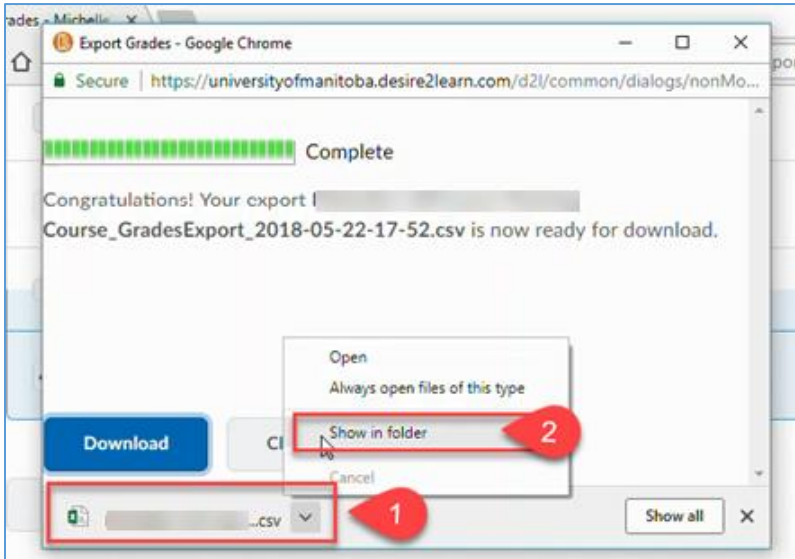 ades - Michelle
Export Grades - Google Chrome
Secure | https://universityofmanitoba.desire2learn.com/d2l/common/dialogs/nonMo...
Complete
Congratulations! Your export
Course_GradesExport_2018-05-22-17-52.csv is now ready for download.
Open
Always open files of this type
Show in folder
2
Download
Cl
Cancel
...csv
1
Show all